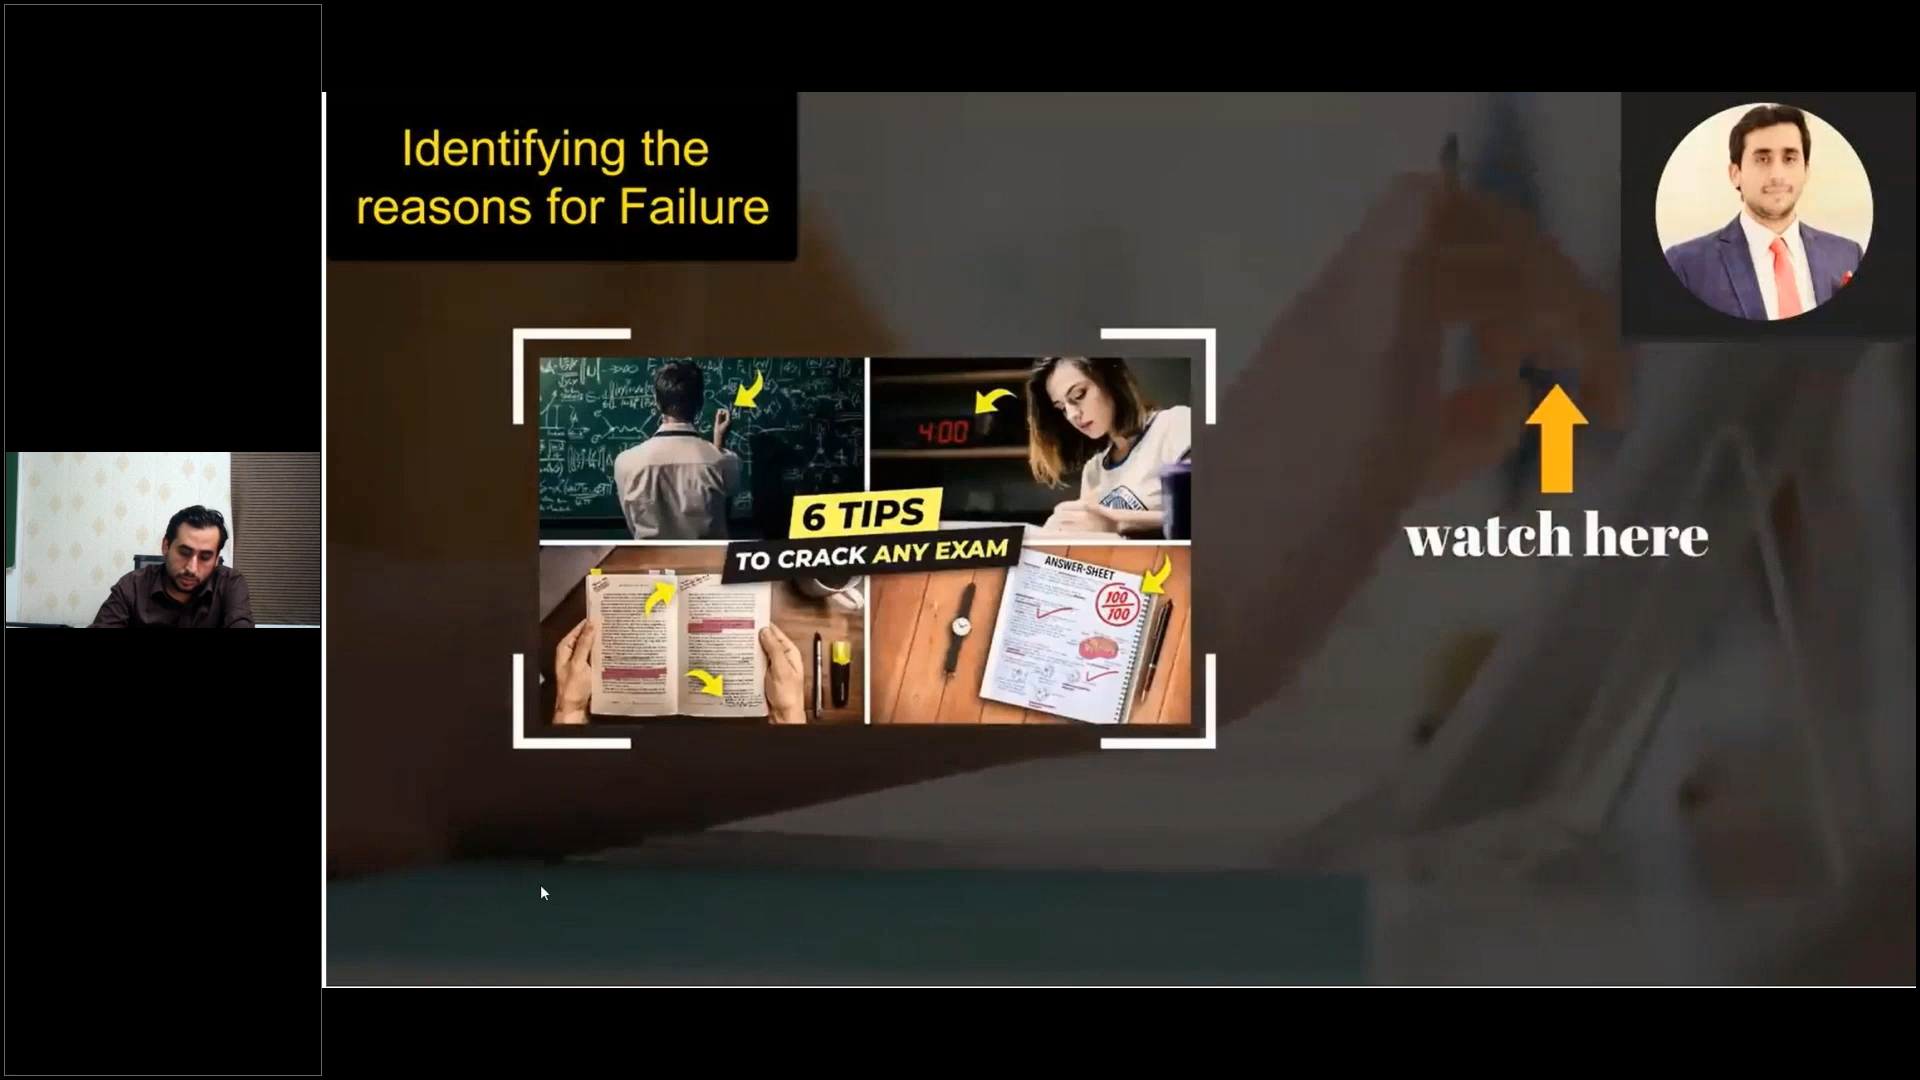 Identifying the
reasons for Failure
4:00
6 TIPS
TO CRACK ANY EXAM
ANSWER-SHEET
100
100
watch here